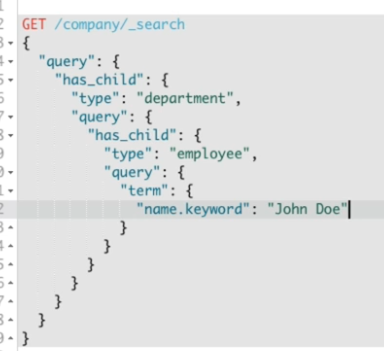 GET /company/_search
{
  "query": {
    "has_child": {
      "type": "department",
      "query": {
        "has_child": {
          "type": "employee",
          "query": {
            "term": {
              "name.keyword": "John Doe"
            }
          }
        }
      }
    }
  }
}